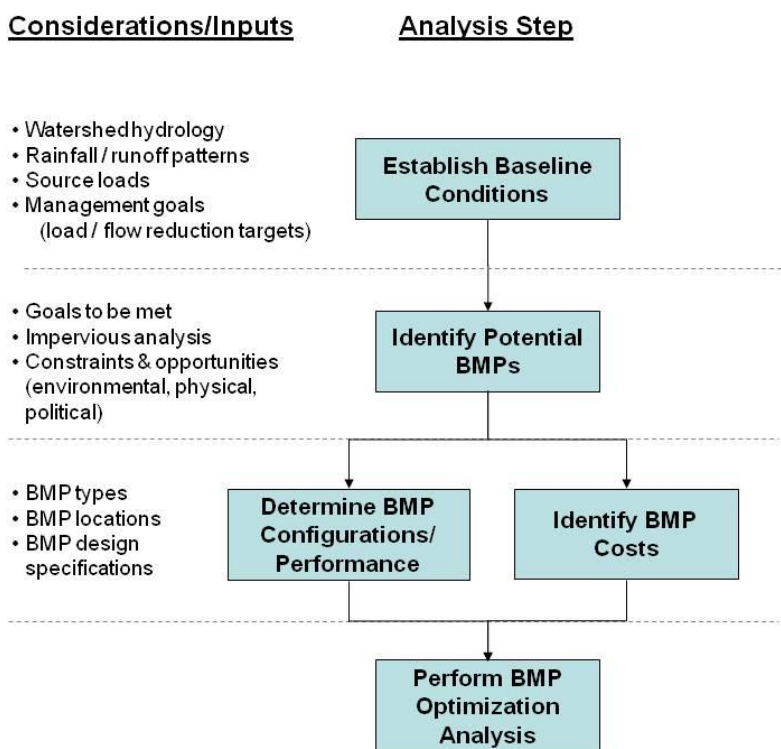 Considerations/Inputs
Analysis Step
• Watershed hydrology
• Rainfall / runoff patterns
• Source loads
• Management goals
(load / flow reduction targets)
Establish Baseline
Conditions
• Goals to be met
• Impervious analysis
• Constraints & opportunities
(environmental, physical,
political)
Identify Potential
BMPs
• BMP types
• BMP locations
• BMP design
specifications
Determine BMP
Configurations/
Performance
Identify BMP
Costs
Perform BMP
Optimization
Analysis